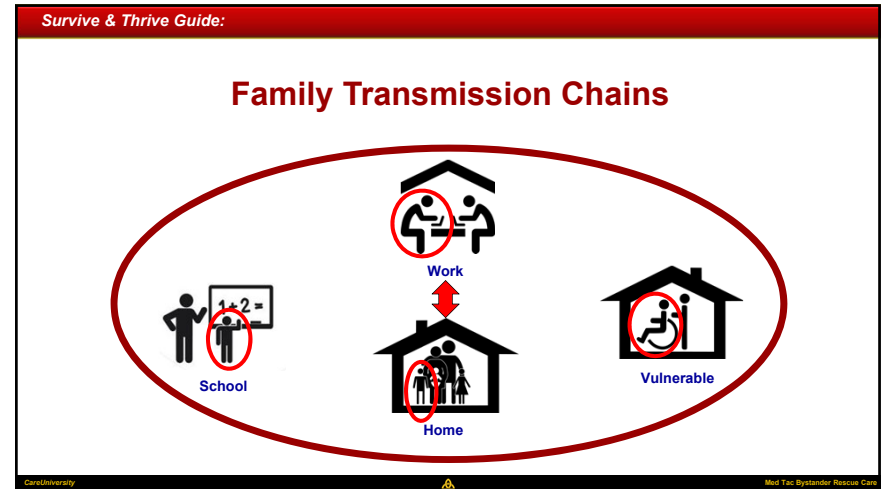 Survive & Thrive Guide:
Family Transmission Chains
Work
1+2=
School
Vulnerable
Home
CareUniversity
Med Tac Bystander Rescue Care